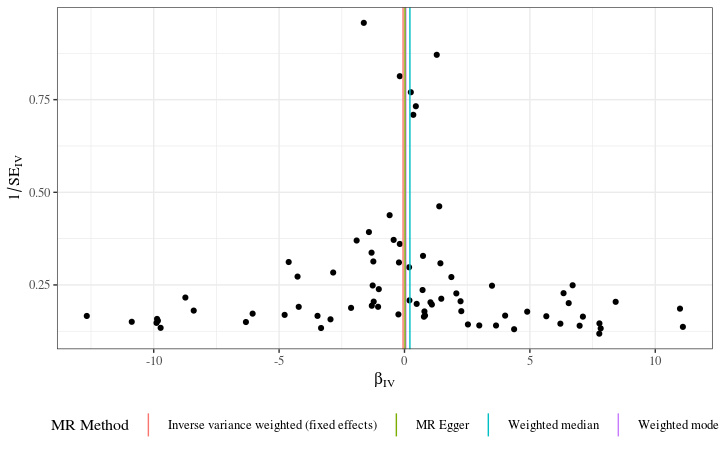 0.75
0.50
0.25
1/SE_IV
-10
-5
0
5
10
β_IV
MR Method
Inverse variance weighted (fixed effects)
MR Egger
Weighted median
Weighted mode